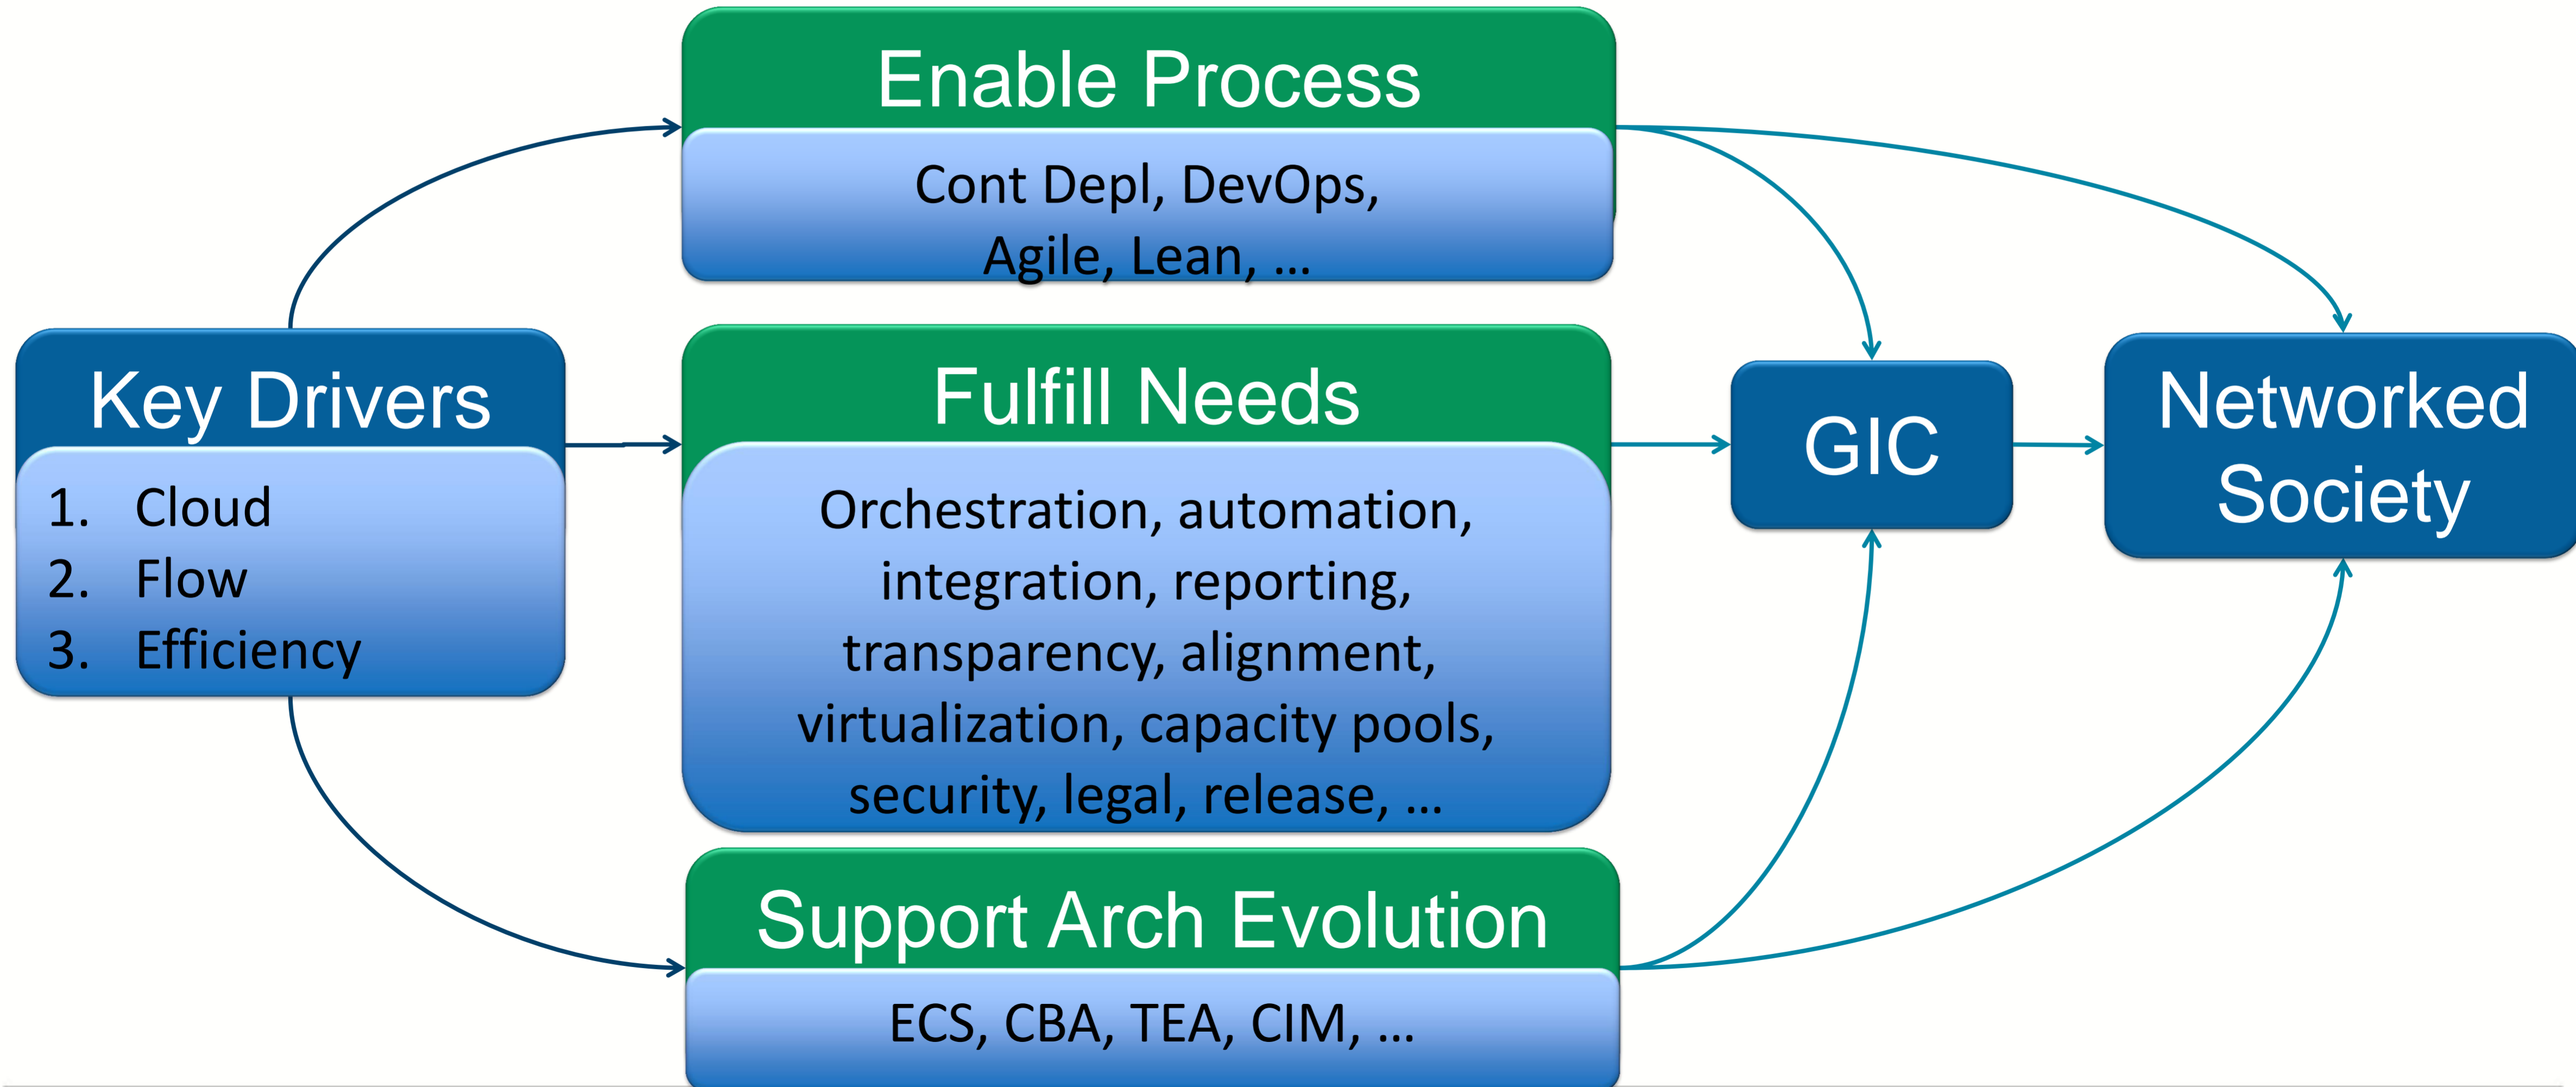 Enable Process
Cont Depl, DevOps,
Agile, Lean, ...
Key Drivers
1. Cloud
2. Flow
3. Efficiency
Fulfill Needs
Orchestration, automation,
integration, reporting,
transparency, alignment,
virtualization, capacity pools,
security, legal, release, ...
Support Arch Evolution
ECS, CBA, TEA, CIM, ...
GIC
Networked
Society